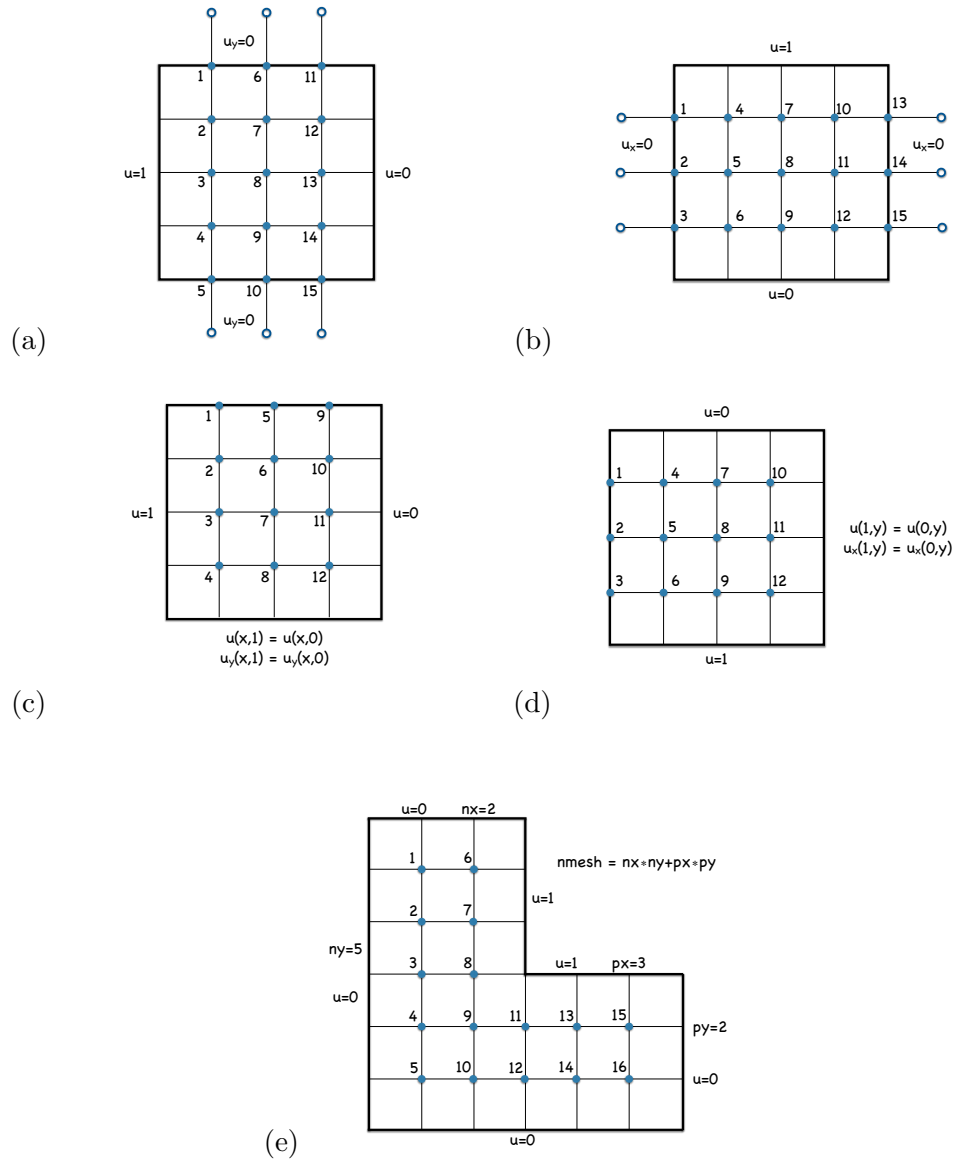 uy=0
1 6 11
2 7 12
u=1 3 8 13 u=0
4 9 14
5 10 15
uy=0
(a)
u=1
1 4 7 10 13
ux=0 ux=0
2 5 8 11 14
3 6 9 12 15
u=0
(b)
1 5 9
2 6 10
u=1 3 7 11 u=0
4 8 12
u(x,1) = u(x,0)
uy(x,1) = uy(x,0)
(c)
u=0
1 4 7 10
2 5 8 11
u(1,y) = u(0,y)
ux(1,y) = ux(0,y)
3 6 9 12
u=1
(d)
u=0 nx=2
1 6
nmesh = nx*ny+px*py
u=1
2 7
ny=5
3 8 u=1 px=3
u=0
4 9 11 13 15
py=2
5 10 12 14 16
u=0
u=0
(e)